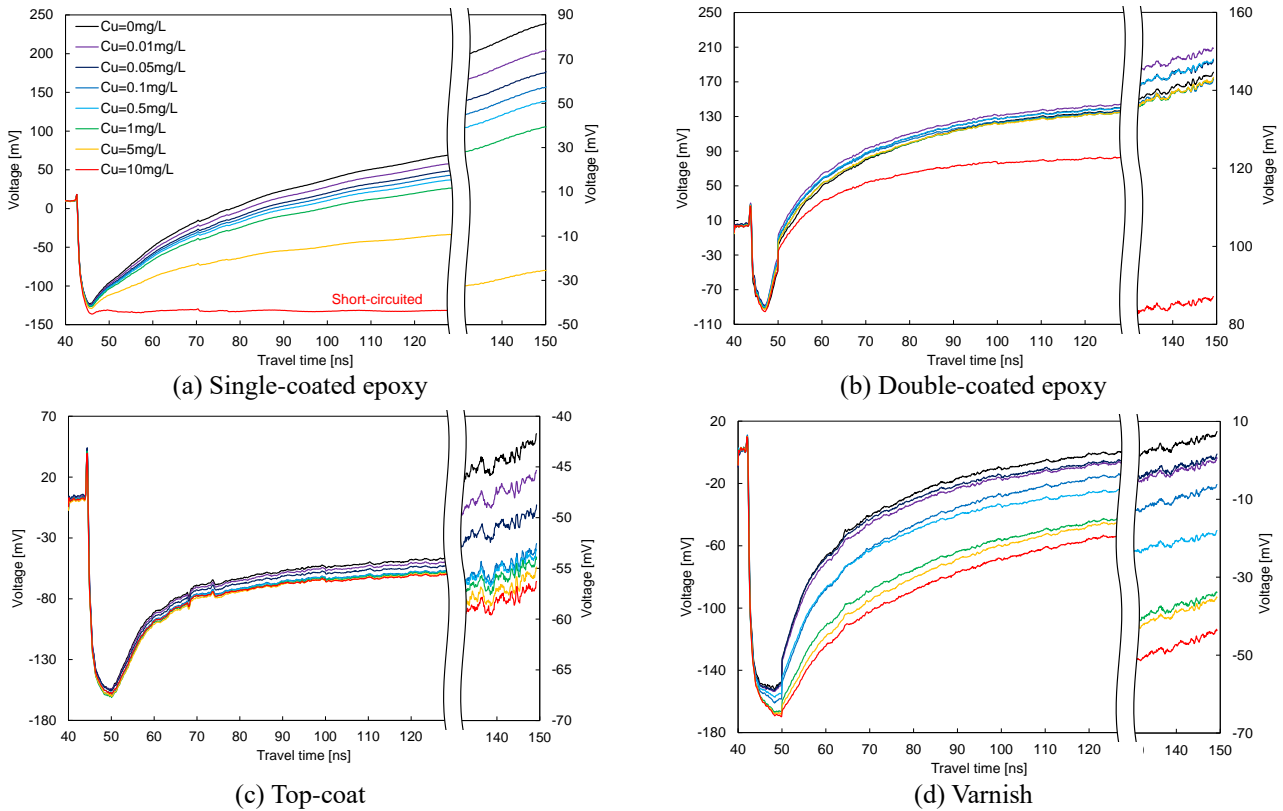 250
200
150
100
50
0
-50
-100
-150
Voltage [mV]
Cu=0mg/L
Cu=0.01mg/L
Cu=0.05mg/L
Cu=0.1mg/L
Cu=0.5mg/L
Cu=1mg/L
Cu=5mg/L
Cu=10mg/L
Short-circuited
90
70
50
30
10
-10
-30
-50
Voltage [mV]
40 50 60 70 80 90 100 110 120 130 140 150
Travel time [ns]
(a) Single-coated epoxy
250
210
170
130
90
50
10
-30
-70
-110
Voltage [mV]
160
140
120
100
80
Voltage [mV]
40 50 60 70 80 90 100 110 120 130 140 150
Travel time [ns]
(b) Double-coated epoxy
70
20
-30
-80
-130
-180
Voltage [mV]
-40
-45
-50
-55
-60
-65
-70
Voltage [mV]
40 50 60 70 80 90 100 110 120 130 140 150
Travel time [ns]
(c) Top-coat
20
-20
-60
-100
-140
-180
Voltage [mV]
10
-10
-30
-50
-70
Voltage [mV]
40 50 60 70 80 90 100 110 120 130 140 150
Travel time [ns]
(d) Varnish